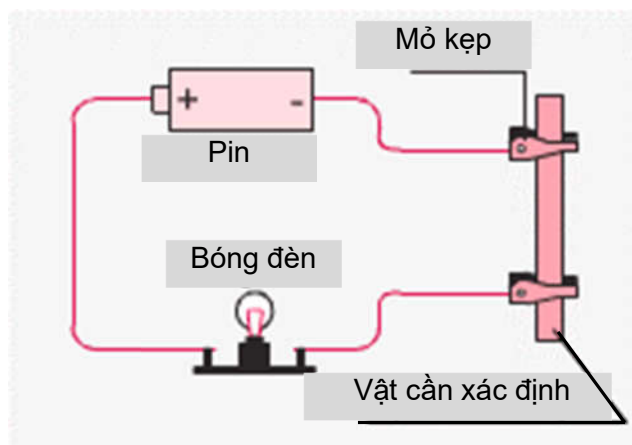 Mỏ kẹp
+ -
Pin
Bóng đèn
Vật cần xác định